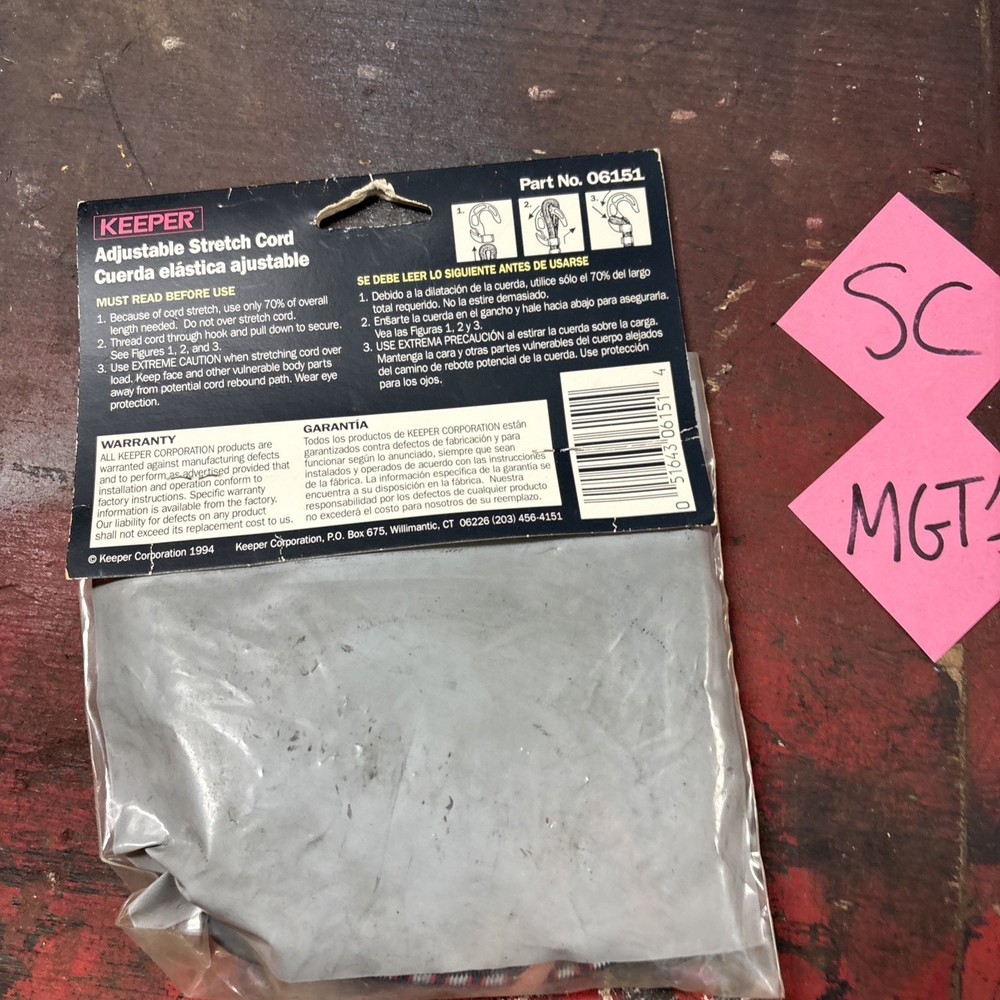 Part No. 06151
KEEPER
Adjustable Stretch Cord
Cuerda elástica ajustable
1.
2.
3.
MUST READ BEFORE USE
1. Because of cord stretch, use only 70% of overall
length needed. Do not over stretch cord.
2. Thread cord through hook and pull down to secure.
See Figures 1, 2, and 3.
3. Use EXTREME CAUTION when stretching cord over
load. Keep face and other vulnerable body parts
away from potential cord rebound path. Wear eye
protection.
SE DEBE LEER LO SIGUIENTE ANTES DE USARSE
1. Debido a la dilatación de la cuerda, utilice sólo el 70% del largo
total requerido. No la estire demasiado.
2. Enśarte la cuerda en el gancho y hale hacia abajo para asegurarla.
Vea las Figuras 1, 2 y 3.
3. USE EXTREMA PRECAUCIÓN al estirar la cuerda sobre la carga.
Mantenga la cara y otras partes vulnerables del cuerpo alejados
del camino de rebote potencial de la cuerda. Use protección
para los ojos.
WARRANTY
ALL KEEPER CORPORATION products are
warranted against manufacturing defects
and to perform as advertised provided that
installation and operation conform to
factory instructions. Specific warranty
information is available from the factory.
Our liability for defects on any product
shall not exceed its replacement cost to us.
GARANTÍA
Todos los productos de KEEPER CORPORATION están
garantizados contra defectos de fabricación y para
funcionar según lo anunciado, siempre que sean
instalados y operados de acuerdo con las instrucciones
de la fábrica. La información específica de la garantía se
encuentra a su disposición en la fábrica. Nuestra
responsabilidad por los defectos de cualquier producto
no excederá el costo para nosotros de su reemplazo.
0 51643 06151 4
© Keeper Corporation 1994 Keeper Corporation, P.O. Box 675, Willimantic, CT 06226 (203) 456-4151
SC
MGT